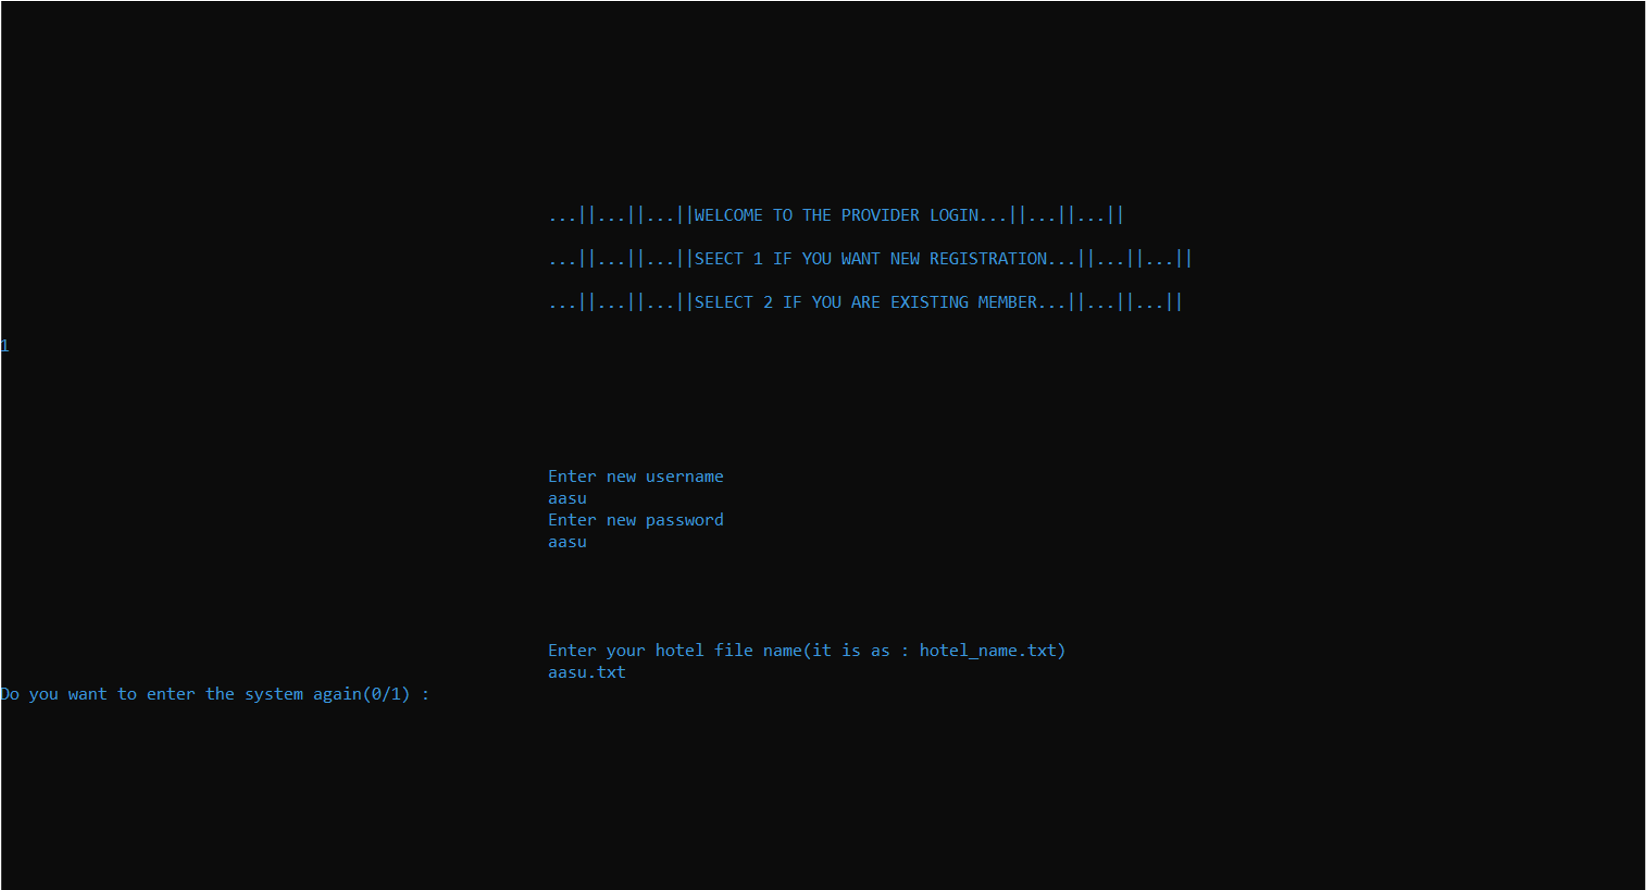 ...||...||...||WELCOME TO THE PROVIDER LOGIN...||...||...||
...||...||...||SEECT 1 IF YOU WANT NEW REGISTRATION...||...||...||
...||...||...||SELECT 2 IF YOU ARE EXISTING MEMBER...||...||...||
1
Enter new username
aasu
Enter new password
aasu
Enter your hotel file name(it is as : hotel_name.txt)
aasu.txt
Do you want to enter the system again(0/1) :